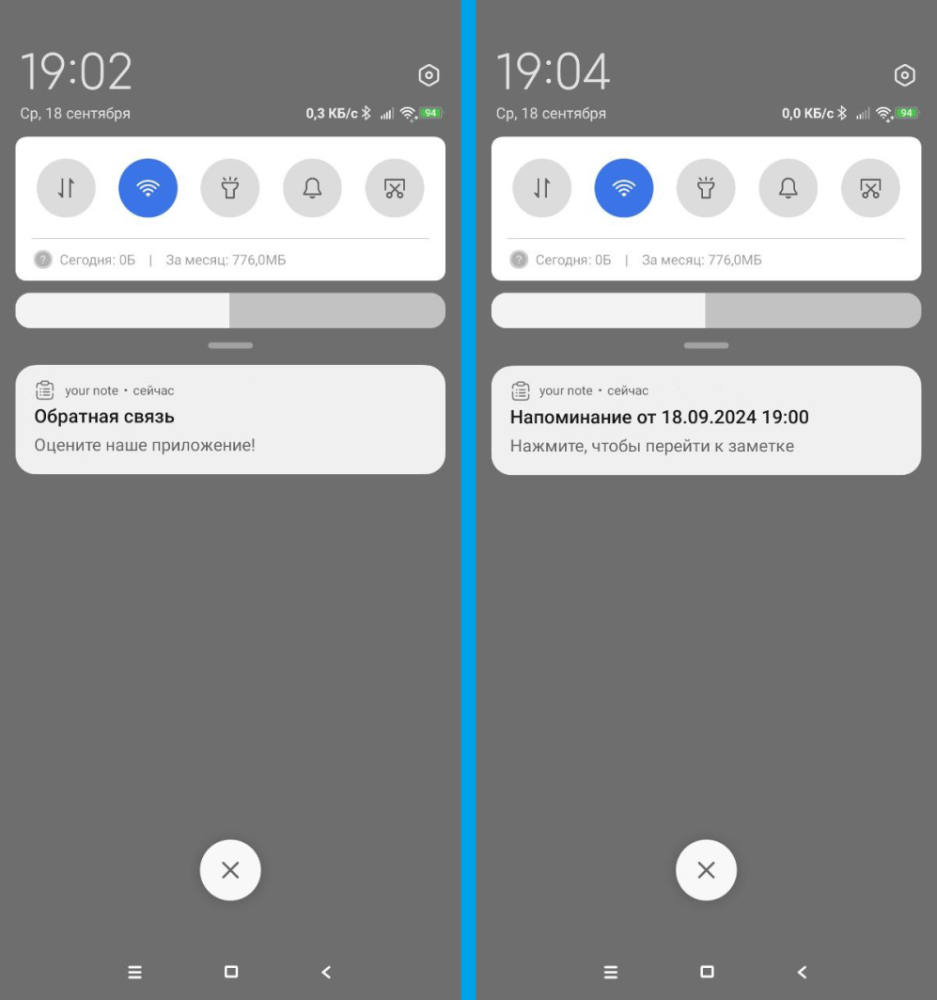 19:02
Ср, 18 сентября 0,3 КБ/с 94
Сегодня: 0Б | За месяц: 776,0МБ
your note • сейчас
Обратная связь
Оцените наше приложение!
19:04
Ср, 18 сентября 0,0 КБ/с 94
Сегодня: 0Б | За месяц: 776,0МБ
your note • сейчас
Напоминание от 18.09.2024 19:00
Нажмите, чтобы перейти к заметке